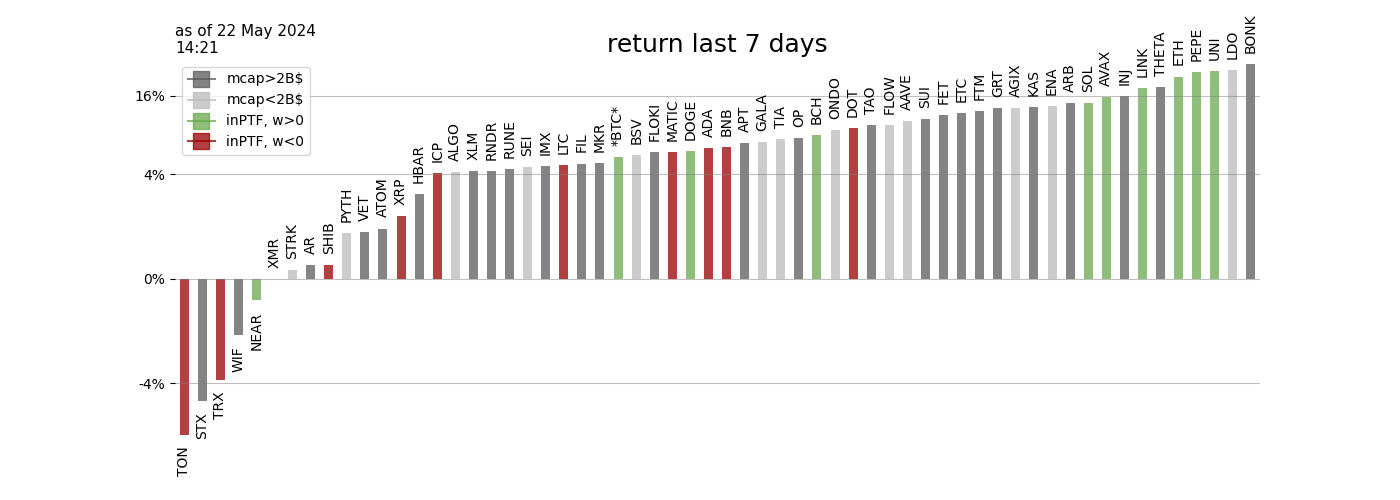 as of 22 May 2024
14:21
return last 7 days
mcap>2B$
mcap<2B$
inPTF, w>0
inPTF, w<0
16%
4%
0%
-4%
TON
STX
TRX
WIF
NEAR
XMR
STRK
AR
SHIB
PYTH
VET
ATOM
XRP
HBAR
ICP
ALGO
XLM
RNDR
RUNE
SEI
IMX
LTC
FIL
MKR
*BTC*
BSV
FLOKI
MATIC
DOGE
ADA
BNB
APT
GALA
TIA
OP
BCH
ONDO
DOT
TAO
FLOW
AAVE
SUI
FET
ETC
FTM
GRT
AGIX
KAS
ENA
ARB
SOL
AVAX
INJ
LINK
THETA
ETH
PEPE
UNI
LDO
BONK